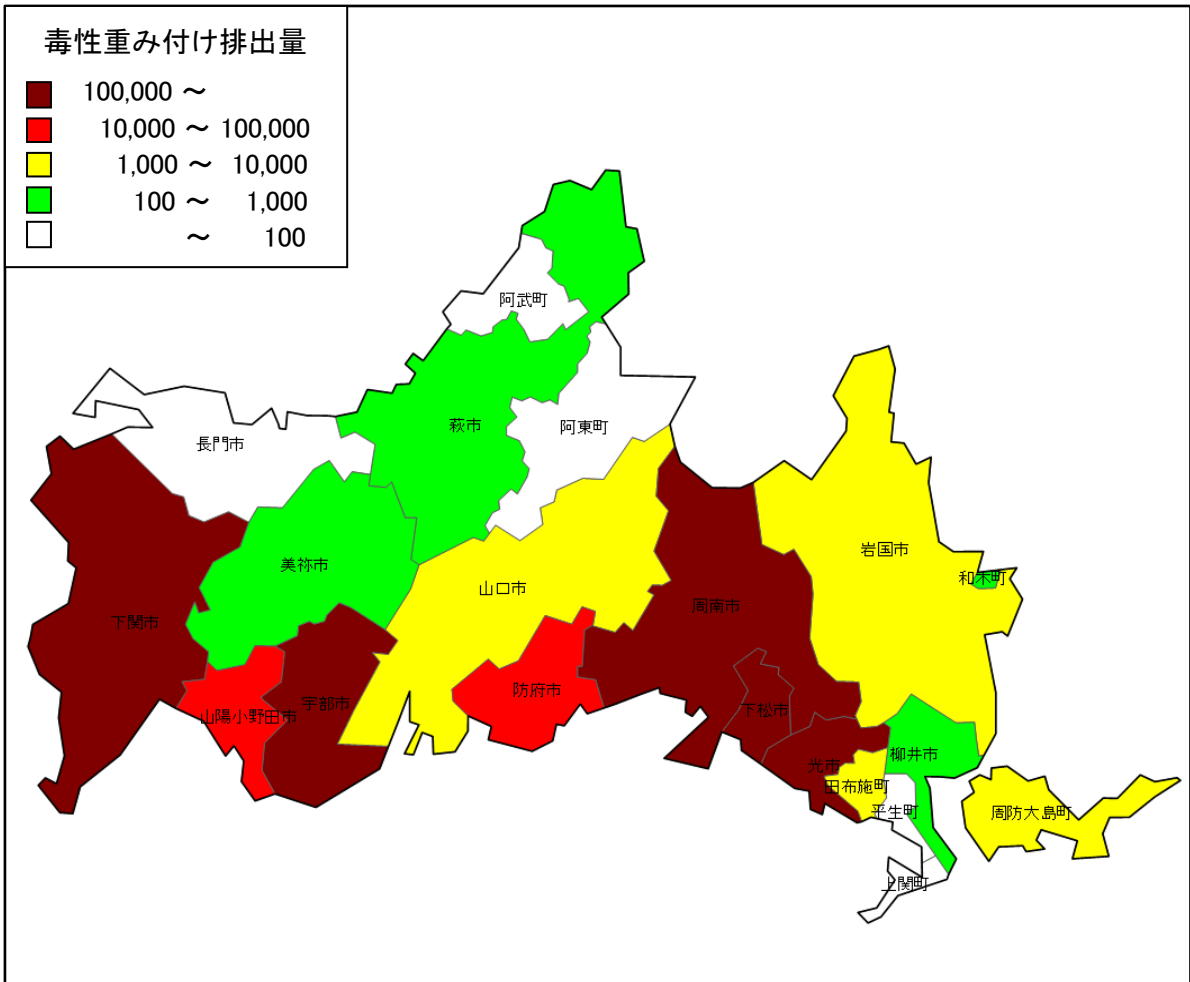 毒性重み付け排出量
100,000 ～
10,000 ～ 100,000
1,000 ～ 10,000
100 ～ 1,000
～ 100
阿武町
萩市
阿東町
長門市
岩国市
美祢市
和木町
山口市
周南市
下関市
防府市
宇部市
下松市
山陽小野田市
柳井市
光市
田布施町
平生町
周防大島町
上関町